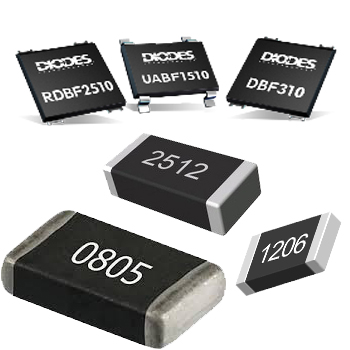 DIODES
RDBF2510
DIODES
UABF1510
DIODES
DBF310
2512
0805
1206